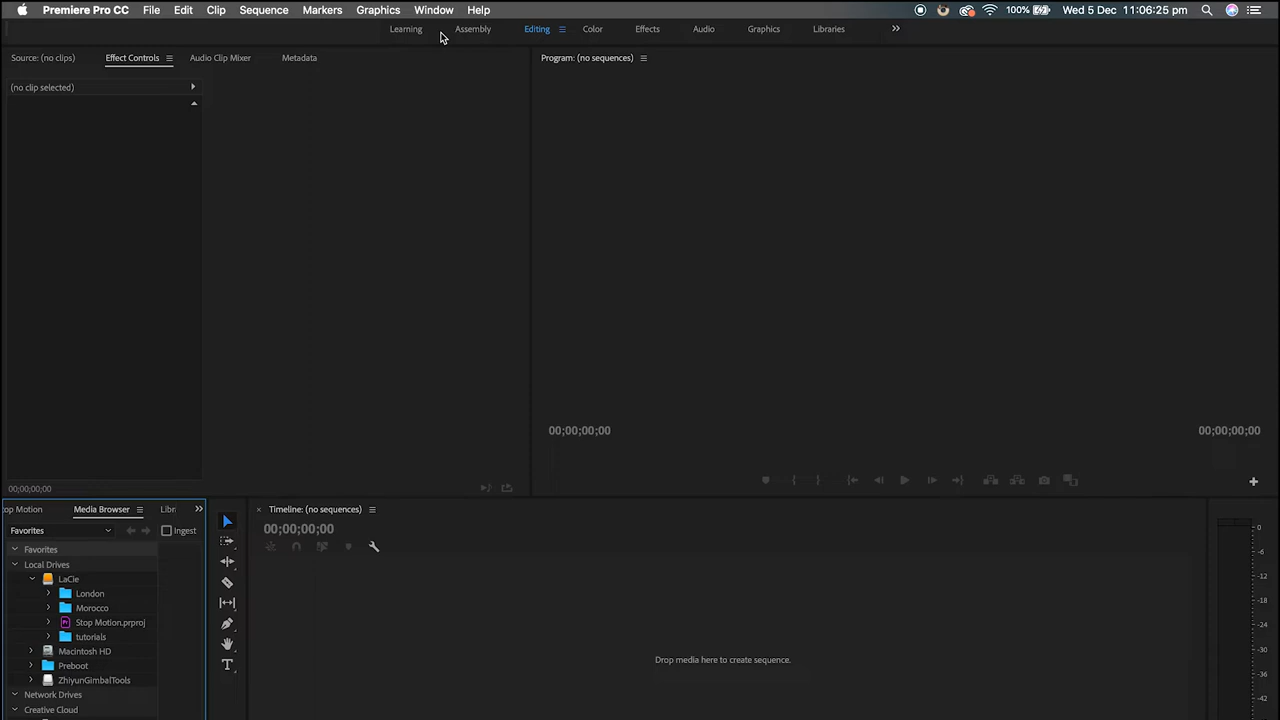 Premiere Pro CC File Edit Clip Sequence Markers Graphics Window Help 100% Wed 5 Dec 11:06:25 pm
Learning Assembly Editing Color Effects Audio Graphics Libraries
Source: (no clips) Effect Controls Audio Clip Mixer Metadata
Program: (no sequences)
(no clip selected)
00;00;00;00 00;00;00;00
00;00;00;00
op Motion Media Browser Libr
Timeline: (no sequences)
Favorites Ingest
00;00;00;00
Favorites
Local Drives
LaCie
London
Morocco
Stop Motion.prproj
tutorials
Macintosh HD
Preboot
ZhiyunGimbalTools
Network Drives
Creative Cloud
Drop media here to create sequence.
0
-6
-12
-18
-24
-30
-36
-42